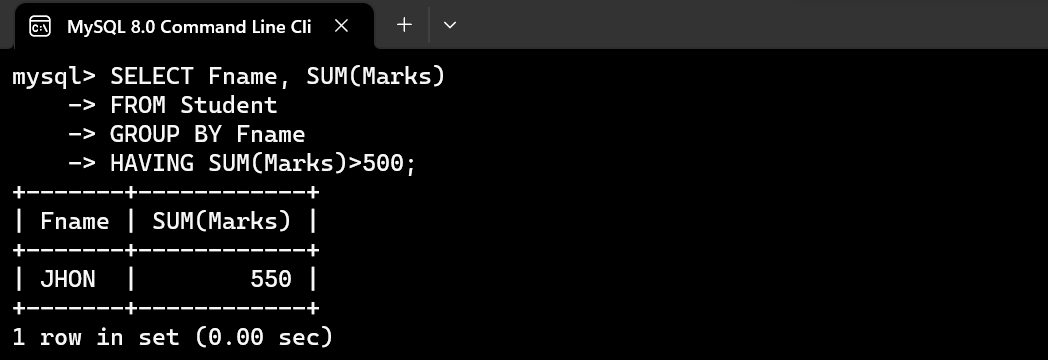 MySQL 8.0 Command Line Cli
mysql> SELECT Fname, SUM(Marks)
    -> FROM Student
    -> GROUP BY Fname
    -> HAVING SUM(Marks)>500;
+-------+------------+
| Fname | SUM(Marks) |
+-------+------------+
| JHON  |        550 |
+-------+------------+
1 row in set (0.00 sec)